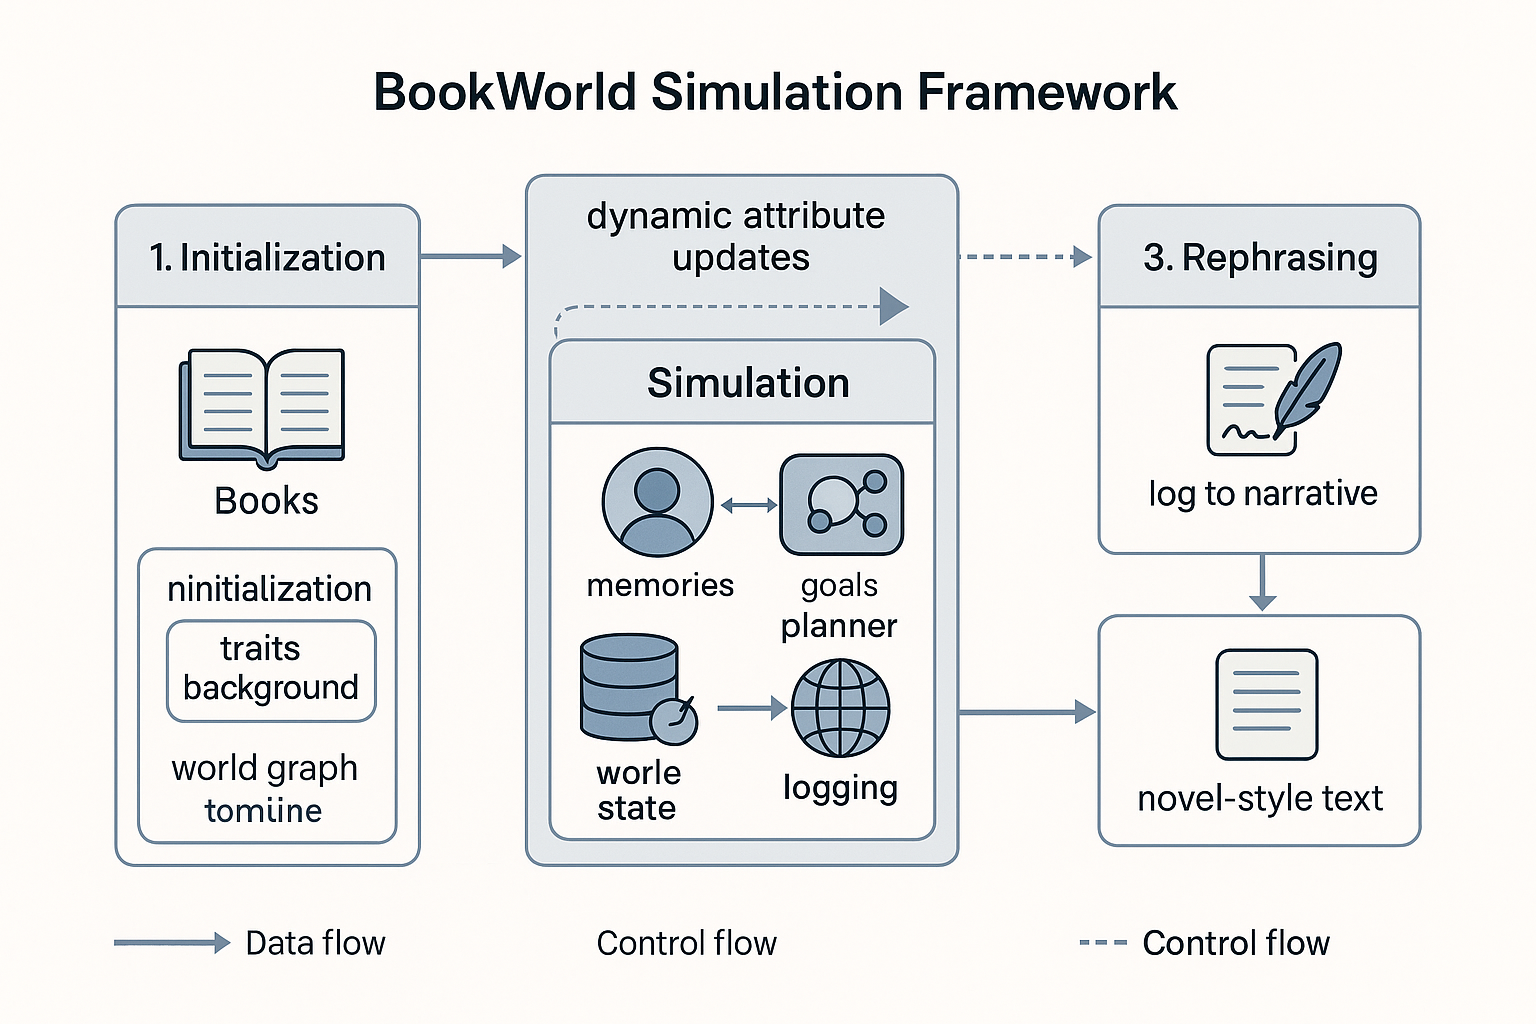 BookWorld Simulation Framework
1. Initialization
Books
ninitialization
traits
background
world graph
tomiine
dynamic attribute
updates
Simulation
memories
goals
planner
worle
state
logging
3. Rephrasing
log to narrative
novel-style text
Data flow
Control flow
Control flow